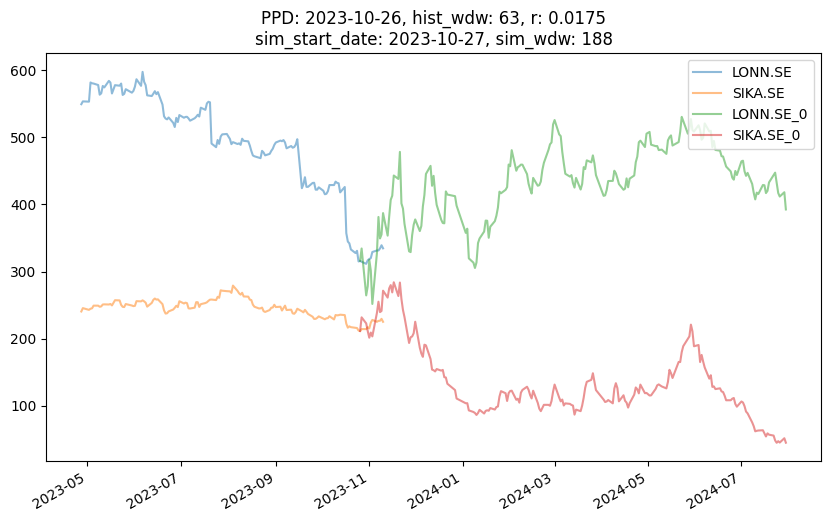 PPD: 2023-10-26, hist_wdw: 63, r: 0.0175
sim_start_date: 2023-10-27, sim_wdw: 188
LONN.SE
SIKA.SE
LONN.SE_0
SIKA.SE_0
600
500
400
300
200
100
2023-05
2023-07
2023-09
2023-11
2024-01
2024-03
2024-05
2024-07